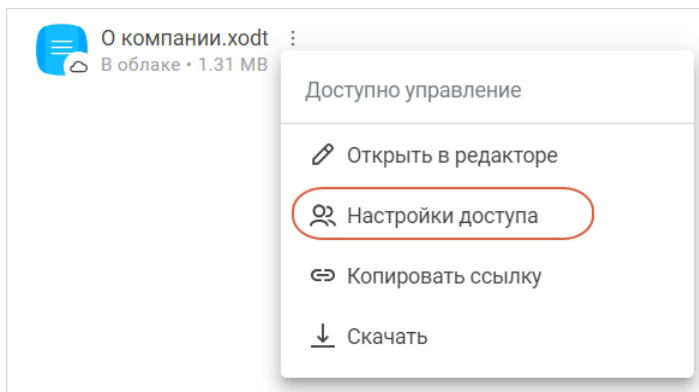 О компании.xodt
В облаке • 1.31 MB
Доступно управление
Открыть в редакторе
Настройки доступа
Копировать ссылку
Скачать